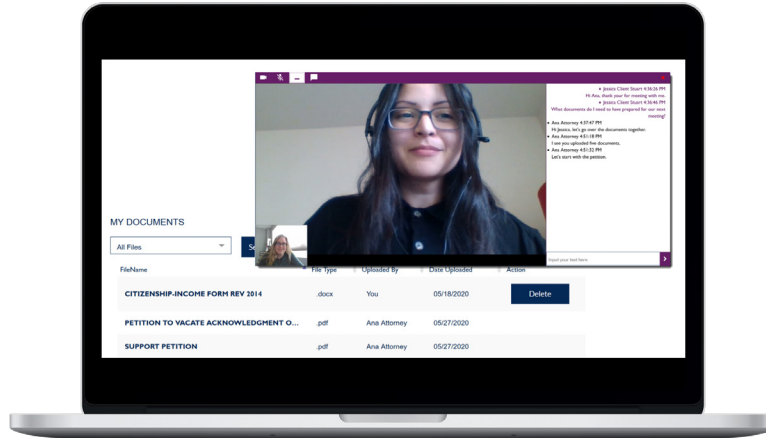 • Jessica Client Stuart 4:36:26 PM
Hi Ana, thank your for meeting with me.
• Jessica Client Stuart 4:36:46 PM
What documents do I need to have prepared for our next
meeting?
• Ana Attorney 4:37:47 PM
Hi Jessica, let's go over the documents together.
• Ana Attorney 4:51:18 PM
I see you uploaded five documents.
• Ana Attorney 4:51:52 PM
Let's start with the petition.
Input your text here
MY DOCUMENTS
All Files
FileName File Type Uploaded By Date Uploaded Action
CITIZENSHIP-INCOME FORM REV 2014 .docx You 05/18/2020 Delete
PETITION TO VACATE ACKNOWLEDGMENT O... .pdf Ana Attorney 05/27/2020
SUPPORT PETITION .pdf Ana Attorney 05/27/2020